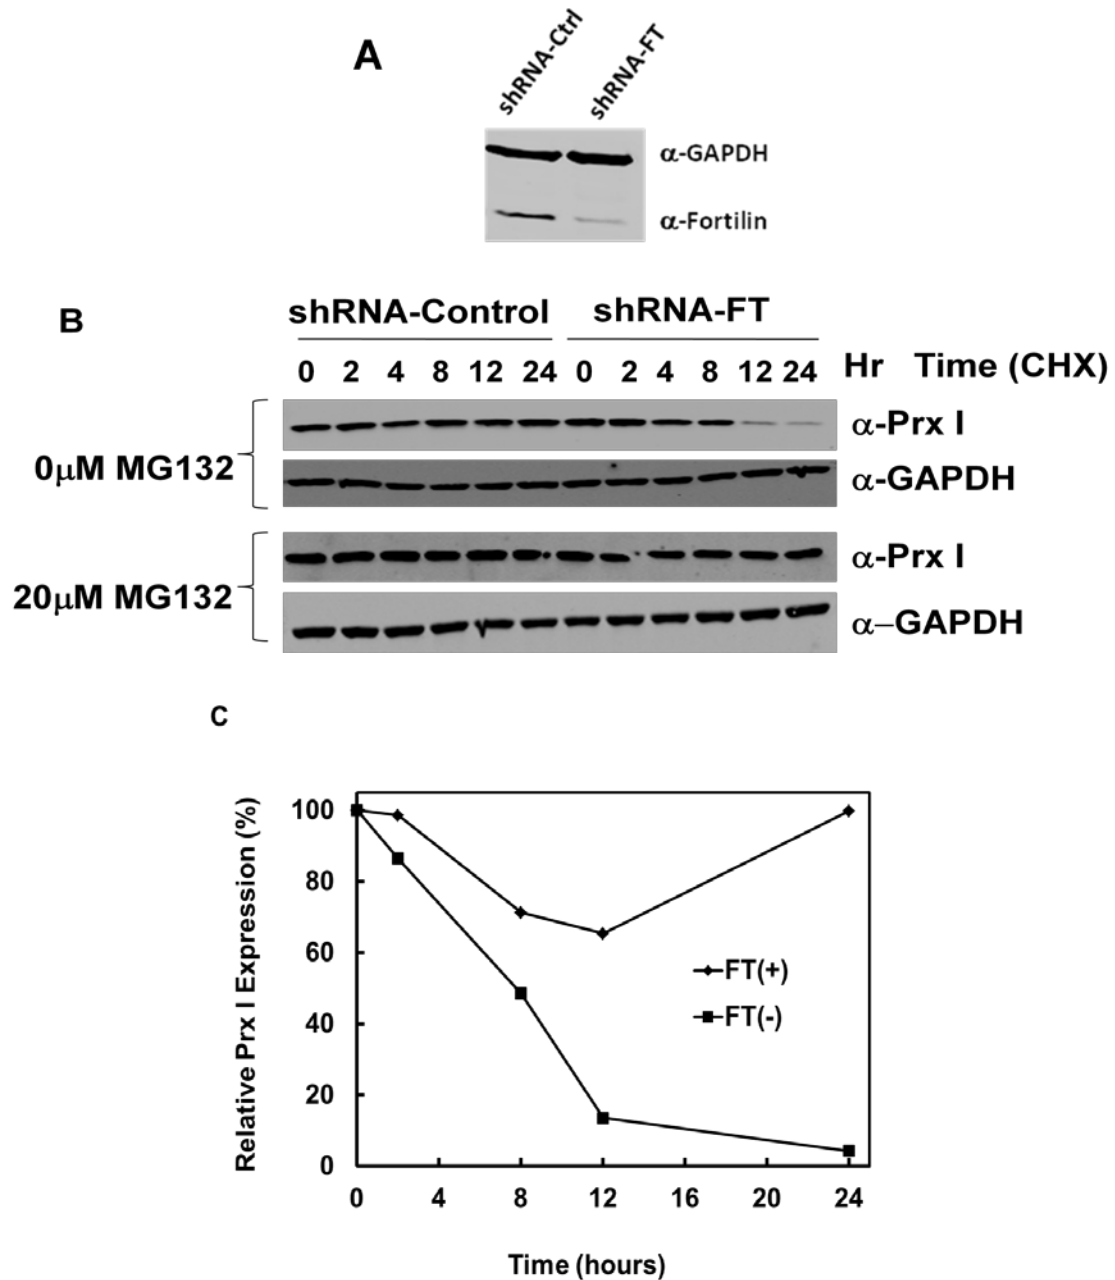 A
shRNA-Ctrl
shRNA-FT
α-GAPDH
α-Fortilin
B
shRNA-Control shRNA-FT
0 2 4 8 12 24 0 2 4 8 12 24 Hr Time (CHX)
0μM MG132
α-Prx I
α-GAPDH
20μM MG132
α-Prx I
α–GAPDH
C
Relative Prx I Expression (%)
100
80
60
40
20
0
FT(+)
FT(-)
0 4 8 12 16 20 24
Time (hours)